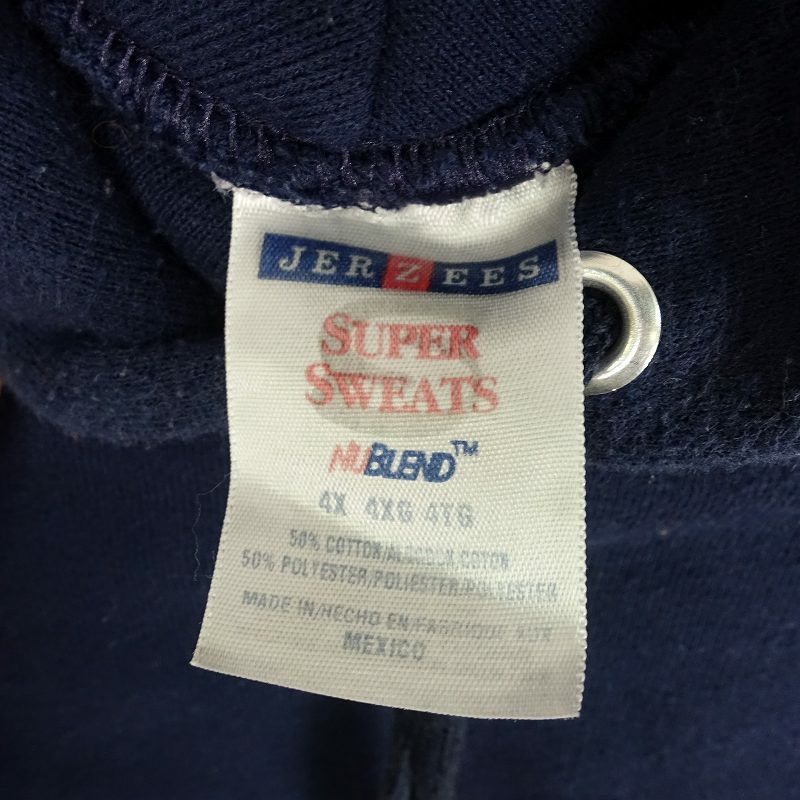 JERZEES
SUPER
SWEATS
NUBLEND™
4X 4XG 4TG
50% COTTON/ALGODON/COTON
50% POLYESTER/POLIESTER/POLYESTER
MADE IN/HECHO EN/FABRIQUE AUX
MEXICO